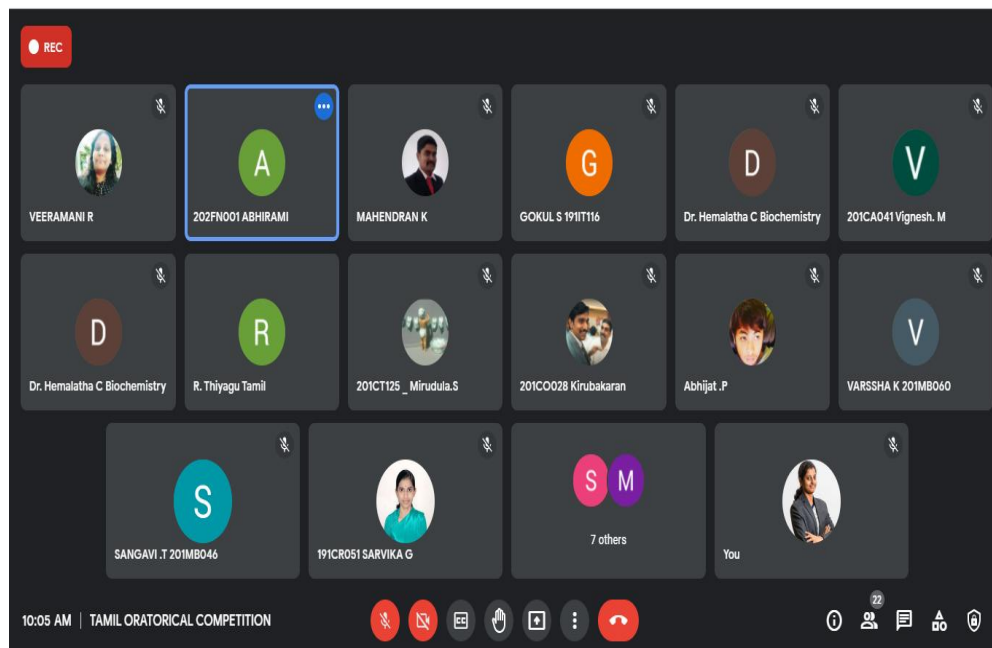 REC
VEERAMANI R
A
202FN001 ABHIRAMI
MAHENDRAN K
G
GOKUL S 191IT116
D
Dr. Hemalatha C Biochemistry
V
201CA041 Vignesh. M
D
Dr. Hemalatha C Biochemistry
R
R. Thiyagu Tamil
201CT125_ Mirudula.S
201CO028 Kirubakaran
Abhijat .P
V
VARSSHA K 201MB060
S
SANGAVI .T 201MB046
191CR051 SARVIKA G
S M
7 others
You
10:05 AM | TAMIL ORATORICAL COMPETITION
CC
22